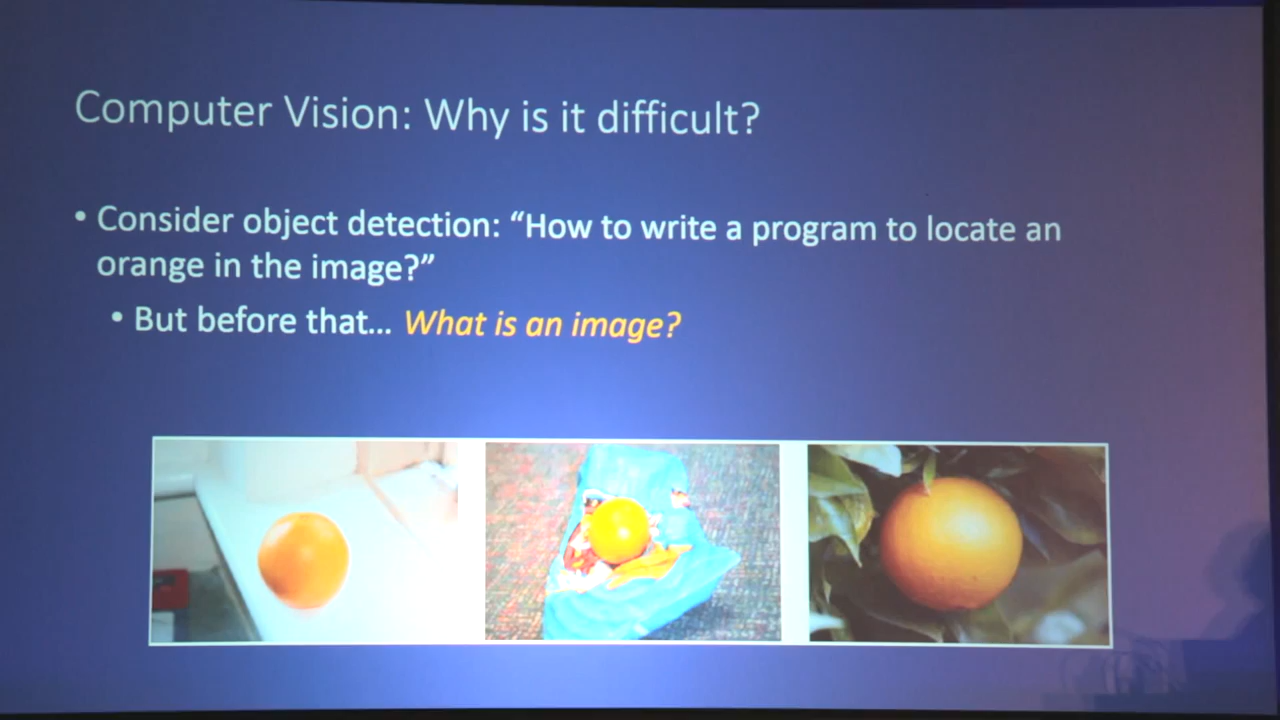 Computer Vision: Why is it difficult?
• Consider object detection: “How to write a program to locate an
orange in the image?”
• But before that... What is an image?